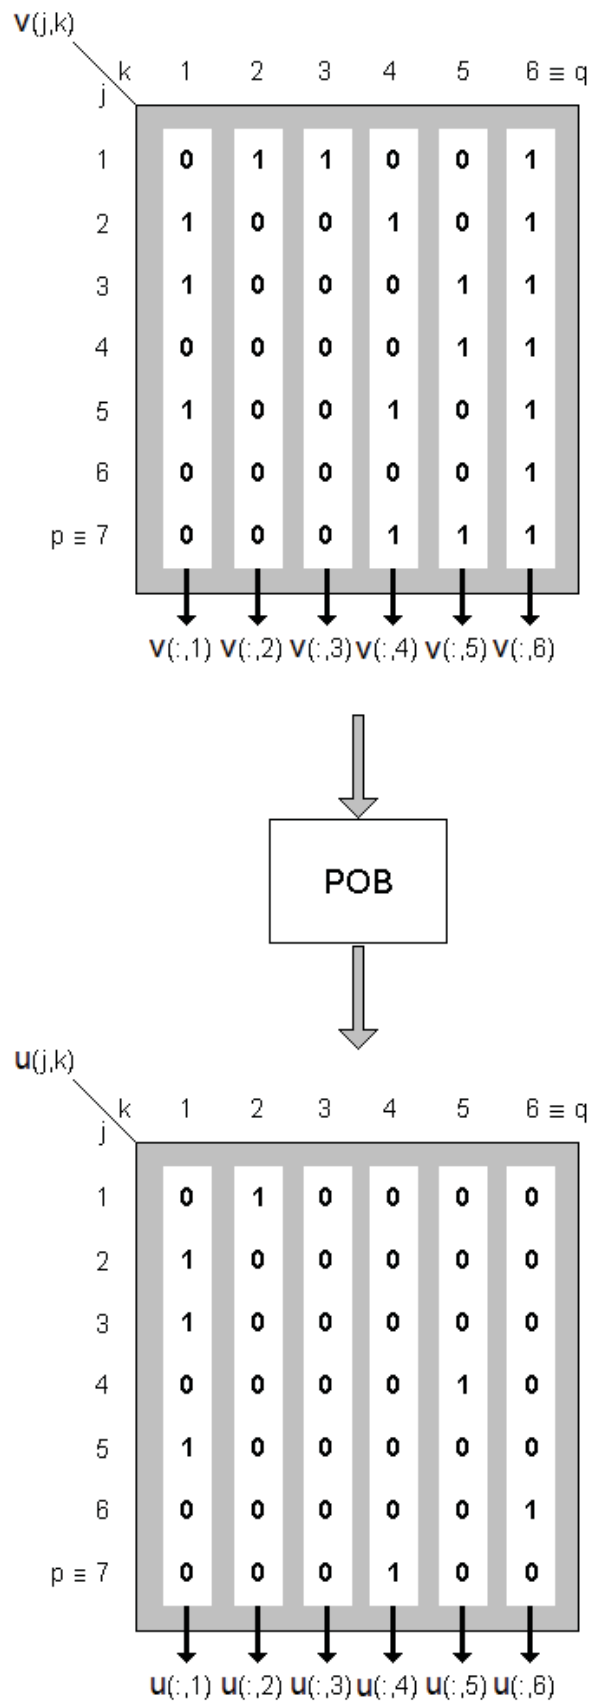 v(j,k)
k 1 2 3 4 5 6 ≡ q
j
1 0 1 1 0 0 1
2 1 0 0 1 0 1
3 1 0 0 0 1 1
4 0 0 0 0 1 1
5 1 0 0 1 0 1
6 0 0 0 0 0 1
p ≡ 7 0 0 0 1 1 1
v(:,1) v(:,2) v(:,3) v(:,4) v(:,5) v(:,6)
POB
u(j,k)
k 1 2 3 4 5 6 ≡ q
j
1 0 1 0 0 0 0
2 1 0 0 0 0 0
3 1 0 0 0 0 0
4 0 0 0 0 1 0
5 1 0 0 0 0 0
6 0 0 0 0 0 1
p ≡ 7 0 0 0 1 0 0
u(:,1) u(:,2) u(:,3) u(:,4) u(:,5) u(:,6)